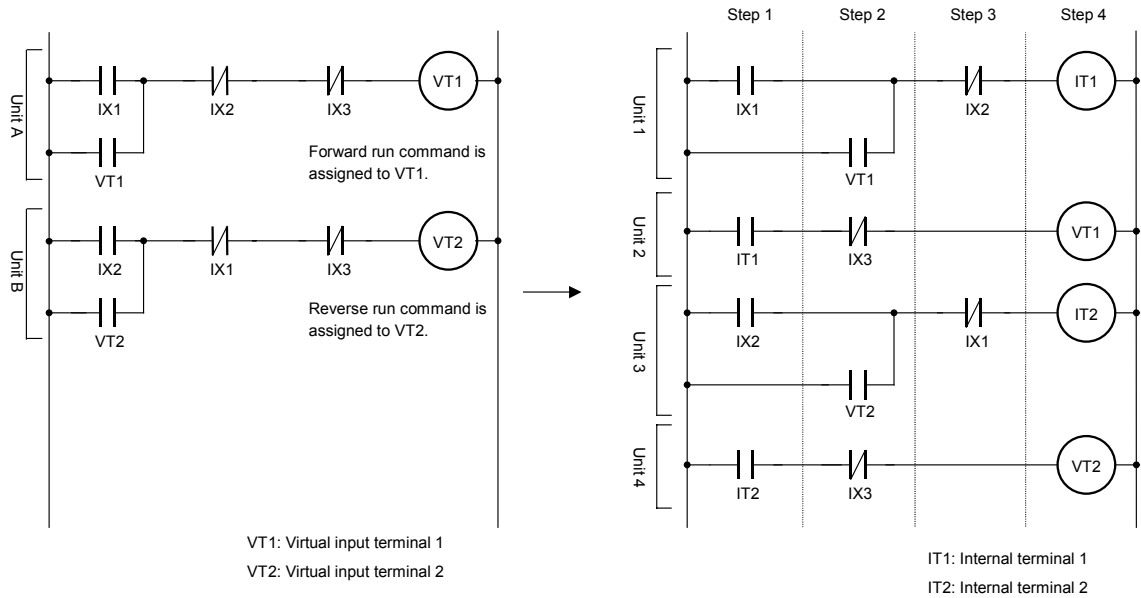 Unit A
IX1
IX2
IX3
VT1
VT1
Forward run command is
assigned to VT1.
Unit B
IX2
IX1
IX3
VT2
VT2
Reverse run command is
assigned to VT2.
VT1: Virtual input terminal 1
VT2: Virtual input terminal 2
Step 1
Step 2
Step 3
Step 4
Unit 1
IX1
IX2
IT1
VT1
Unit 2
IT1
IX3
VT1
Unit 3
IX2
IX1
IT2
VT2
Unit 4
IT2
IX3
VT2
IT1: Internal terminal 1
IT2: Internal terminal 2